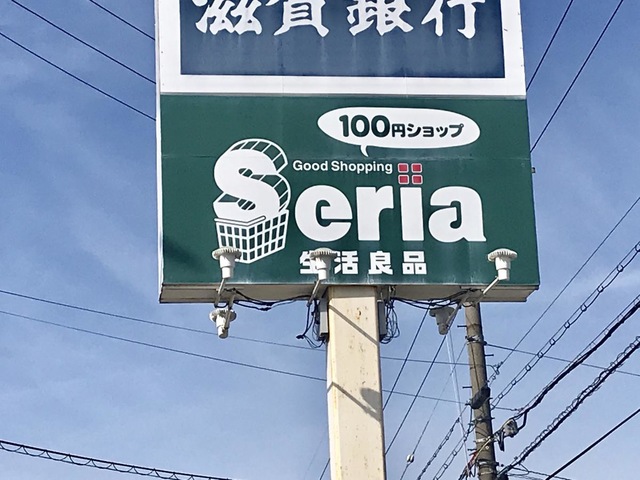 滋賀銀行
100円ショップ
Good Shopping
Seria
生活良品